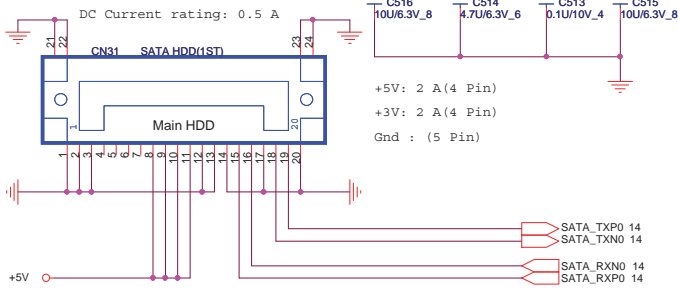 DC Current rating: 0.5 A
C516 C514 C513 C515
10U/6.3V_8 4.7U/6.3V_6 0.1U/10V_4 10U/6.3V_8
21 22 23 24
CN31 SATA HDD(1ST)
+5V: 2 A(4 Pin)
+3V: 2 A(4 Pin)
Gnd : (5 Pin)
1 Main HDD 20
1 2 3 4 5 6 7 8 9 10 11 12 13 14 15 16 17 18 19 20
SATA_TXP0 14
SATA_TXN0 14
SATA_RXN0 14
SATA_RXP0 14
+5V